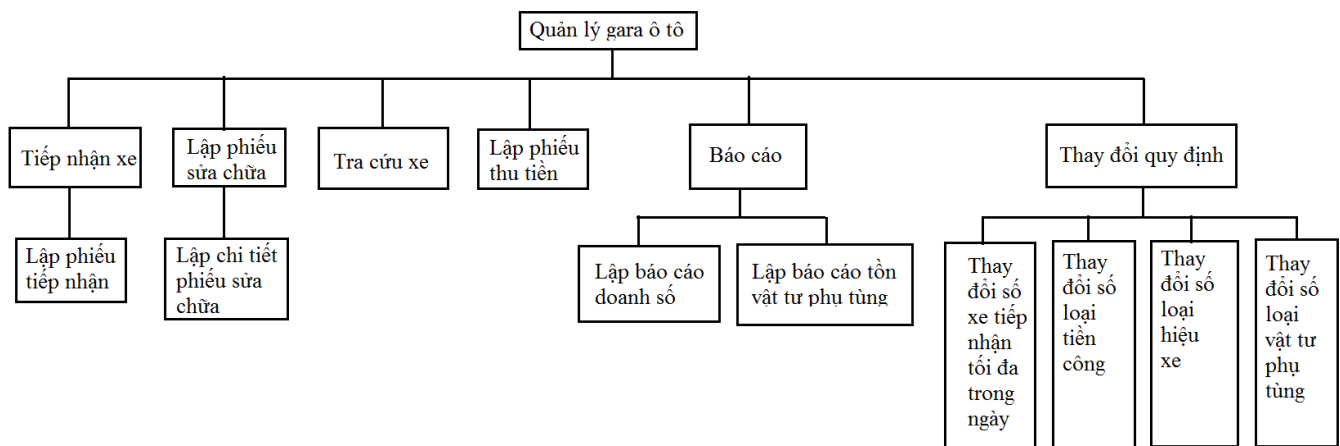 Quản lý gara ô tô
Tiếp nhận xe
Lập phiếu
sửa chữa
Tra cứu xe
Lập phiếu
thu tiền
Báo cáo
Thay đổi quy định
Lập phiếu
tiếp nhận
Lập chi tiết
phiếu sửa
chữa
Lập báo cáo
doanh số
Lập báo cáo tồn
vật tư phụ tùng
Thay
đổi số
xe tiếp
nhận
tối đa
trong
ngày
Thay
đổi số
loại
tiền
công
Thay
đổi số
loại
hiệu
xe
Thay
đổi số
loại
vật tư
phụ
tùng